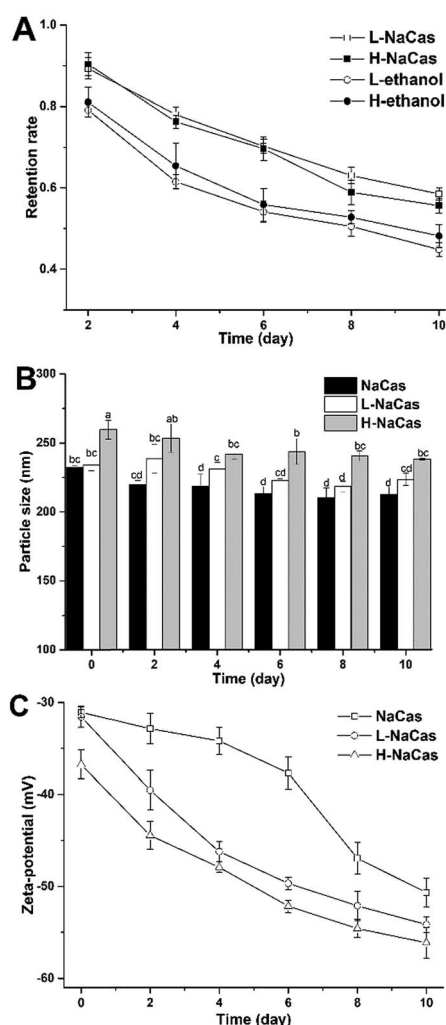 A
L-NaCas
H-NaCas
L-ethanol
H-ethanol
Retention rate
1.0
0.8
0.6
0.4
2 4 6 8 10
Time (day)
B
NaCas
L-NaCas
H-NaCas
Particle size (nm)
300
250
200
150
100
bc bc a cd bc ab d c bc d d b d d bc d cd bc
0 2 4 6 8 10
Time (day)
C
NaCas
L-NaCas
H-NaCas
Zeta-potential (mV)
-30
-40
-50
-60
0 2 4 6 8 10
Time (day)